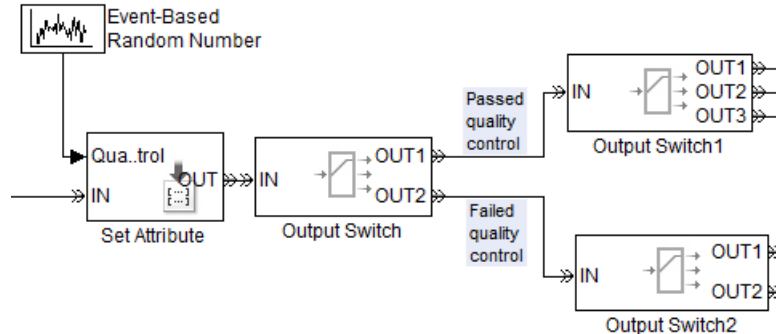 Event-Based
Random Number
Qua..trol
OUT
IN
Set Attribute
IN
OUT1
OUT2
Output Switch
Passed
quality
control
Failed
quality
control
IN
OUT1
OUT2
OUT3
Output Switch1
IN
OUT1
OUT2
Output Switch2